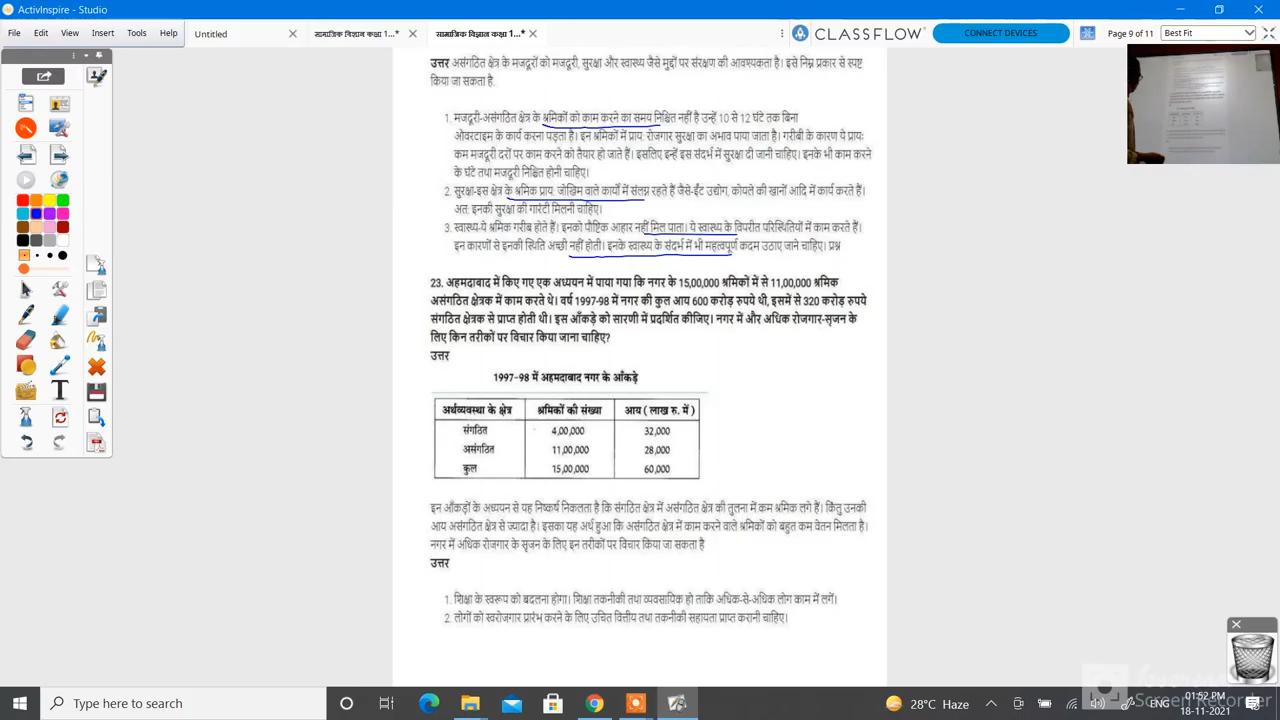 ActivInspire - Studio
File Edit View Insert Tools Help
Untitled
सामाजिक विज्ञान कक्षा 1...*
सामाजिक विज्ञान कक्षा 1...*
CLASSFLOW
CONNECT DEVICES
Page 9 of 11
Best Fit
उत्तर असंगठित क्षेत्र के मजदूरों को मजदूरी, सुरक्षा और स्वास्थ्य जैसे मुद्दों पर संरक्षण की आवश्यकता है। इसे निम्न प्रकार से स्पष्ट
किया जा सकता है.
1. मजदूरी-असंगठित क्षेत्र के श्रमिकों को काम करने का समय निश्चित नहीं है उन्हें 10 से 12 घंटे तक बिना
ओवरटाइम के कार्य करना पड़ता है। इन श्रमिकों में प्राय: रोजगार सुरक्षा का अभाव पाया जाता है। गरीबी के कारण ये प्राय:
कम मजदूरी दरों पर काम करने को तैयार हो जाते हैं। इसलिए इन्हें इस संदर्भ में सुरक्षा दी जानी चाहिए। इनके भी काम करने
के घंटे तथा मजदूरी निश्चित होनी चाहिए।
2. सुरक्षा-इस क्षेत्र के श्रमिक प्राय: जोखिम वाले कार्यों में संलग्न रहते हैं जैसे-ईंट उद्योग, कोयले की खानों आदि में कार्य करते हैं।
अत: इनकी सुरक्षा की गारंटी मिलनी चाहिए।
3. स्वास्थ्य-ये श्रमिक गरीब होते हैं। इनको पौष्टिक आहार नहीं मिल पाता। ये स्वास्थ्य के विपरीत परिस्थितियों में काम करते हैं।
इन कारणों से इनकी स्थिति अच्छी नहीं होती। इनके स्वास्थ्य के संदर्भ में भी महत्वपूर्ण कदम उठाए जाने चाहिए। प्रश्न
23. अहमदाबाद में किए गए एक अध्ययन में पाया गया कि नगर के 15,00,000 श्रमिकों में से 11,00,000 श्रमिक
असंगठित क्षेत्रक में काम करते थे। वर्ष 1997-98 में नगर की कुल आय 600 करोड़ रुपये थी, इसमें से 320 करोड़ रुपये
संगठित क्षेत्रक से प्राप्त होती थी। इस आँकड़े को सारणी में प्रदर्शित कीजिए। नगर में और अधिक रोजगार-सृजन के
लिए किन तरीकों पर विचार किया जाना चाहिए?
उत्तर
1997-98 में अहमदाबाद नगर के आँकड़े
अर्थव्यवस्था के क्षेत्र श्रमिकों की संख्या आय ( लाख रु. में )
संगठित 4,00,000 32,000
असंगठित 11,00,000 28,000
कुल 15,00,000 60,000
इन आँकड़ों के अध्ययन से यह निष्कर्ष निकलता है कि संगठित क्षेत्र में असंगठित क्षेत्र की तुलना में कम श्रमिक लगे हैं। किंतु उनकी
आय असंगठित क्षेत्र से ज्यादा है। इसका यह अर्थ हुआ कि असंगठित क्षेत्र में काम करने वाले श्रमिकों को बहुत कम वेतन मिलता है।
नगर में अधिक रोजगार के सृजन के लिए इन तरीकों पर विचार किया जा सकता है
उत्तर
1. शिक्षा के स्वरूप को बदलना होगा। शिक्षा तकनीकी तथा व्यवसायिक हो ताकि अधिक-से-अधिक लोग काम में लगें।
2. लोगों को स्वरोजगार प्रारंभ करने के लिए उचित वित्तीय तथा तकनीकी सहायता प्राप्त करानी चाहिए।
Screen Recorder
Type here to search
28°C Haze
ENG
01:52 PM
18-11-2021